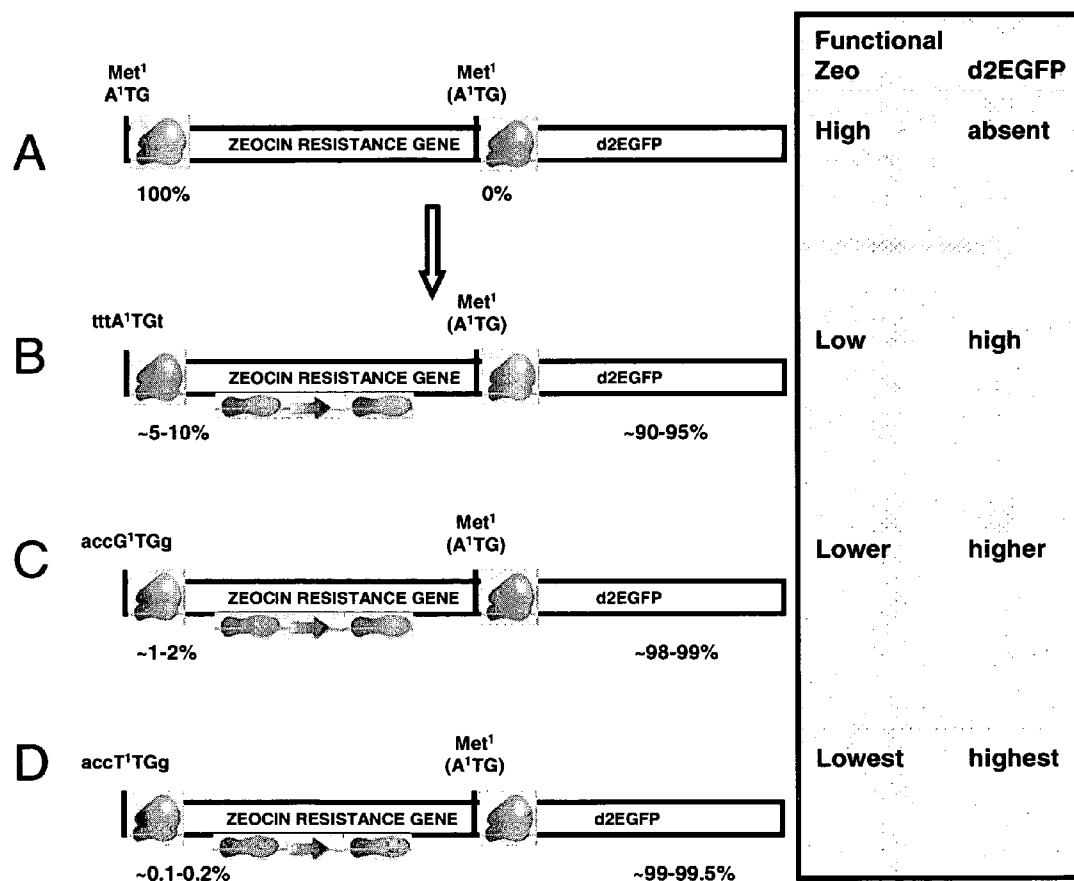 Functional
Zeo d2EGFP
Met¹ Met¹
A¹TG (A¹TG)
A ZEOCIN RESISTANCE GENE d2EGFP High absent
100% 0%
Met¹
tttA¹TGt (A¹TG)
B ZEOCIN RESISTANCE GENE d2EGFP Low high
~5-10% ~90-95%
Met¹
accG¹TGg (A¹TG)
C ZEOCIN RESISTANCE GENE d2EGFP Lower higher
~1-2% ~98-99%
Met¹
accT¹TGg (A¹TG)
D ZEOCIN RESISTANCE GENE d2EGFP Lowest highest
~0.1-0.2% ~99-99.5%